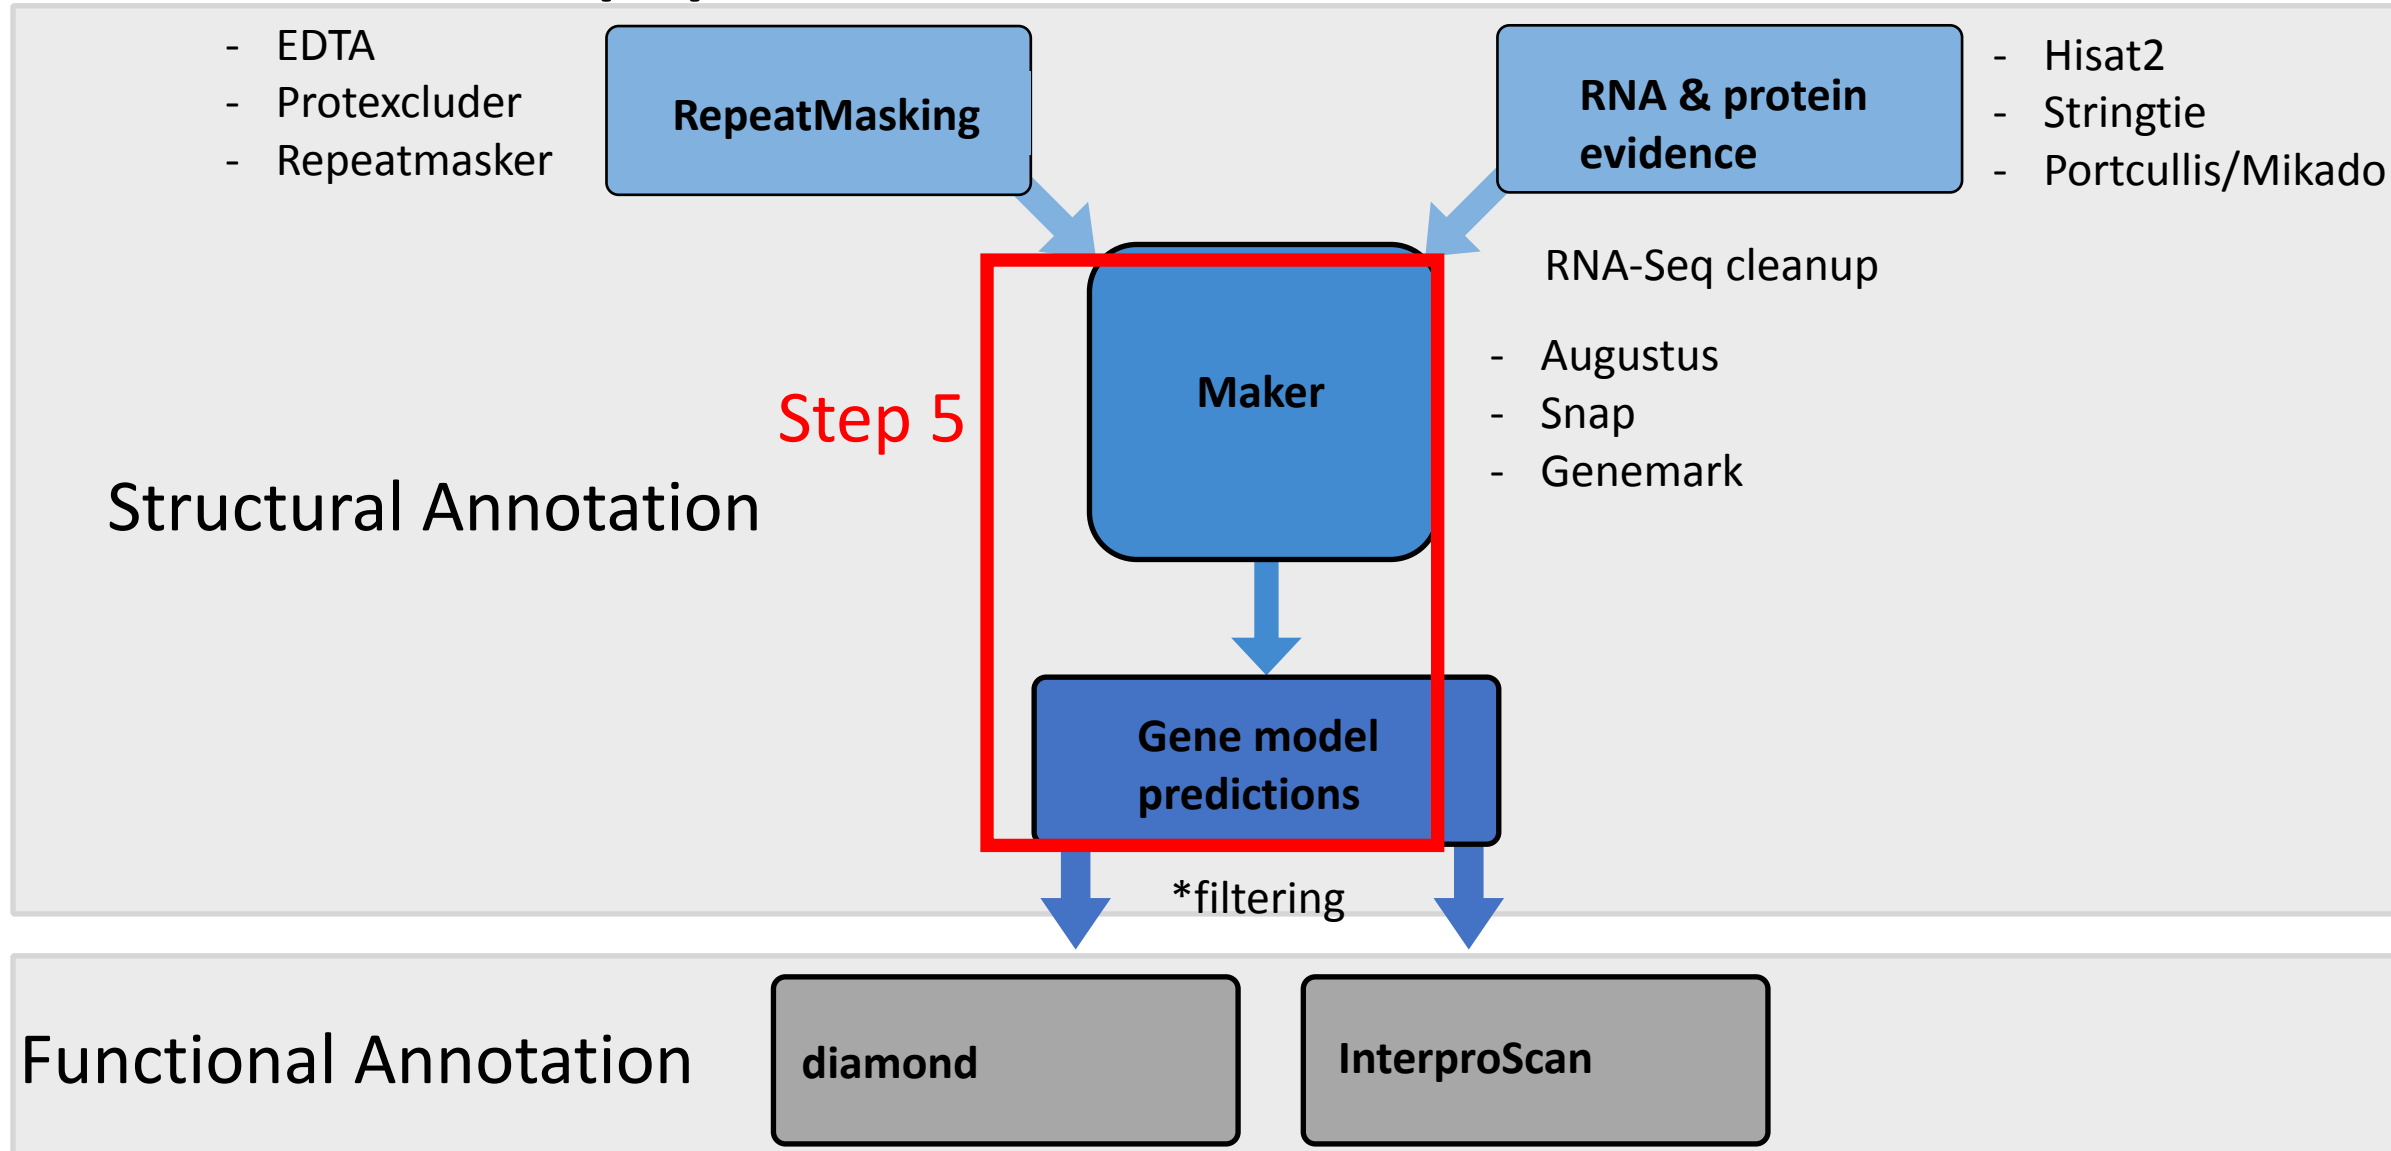 - EDTA
- Protexcluder
- Repeatmasker
RepeatMasking
RNA & protein
evidence
- Hisat2
- Stringtie
- Portcullis/Mikado
RNA-Seq cleanup
Maker
- Augustus
- Snap
- Genemark
Step 5
Structural Annotation
Gene model
predictions
*filtering
Functional Annotation
diamond
InterproScan